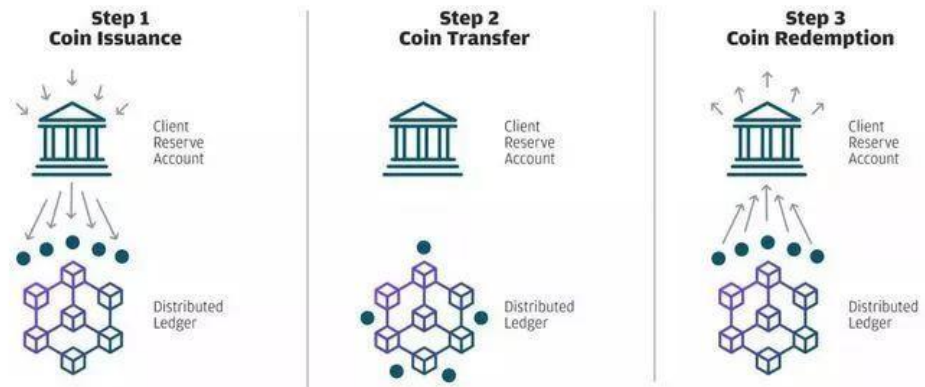 Step 1
Coin Issuance
Client
Reserve
Account
Distributed
Ledger
Step 2
Coin Transfer
Client
Reserve
Account
Distributed
Ledger
Step 3
Coin Redemption
Client
Reserve
Account
Distributed
Ledger